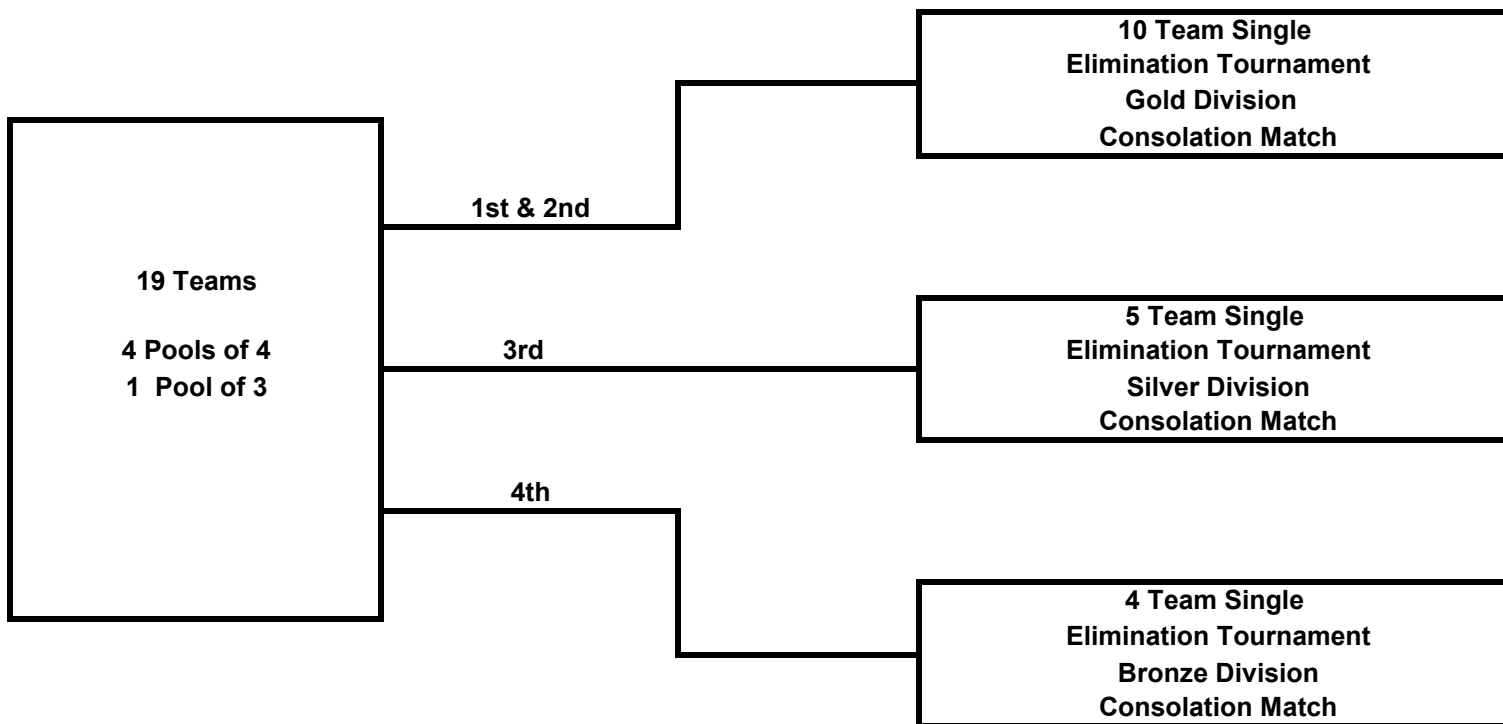 19 Teams
4 Pools of 4
1 Pool of 3
1st & 2nd
3rd
4th
10 Team Single
Elimination Tournament
Gold Division
Consolation Match
5 Team Single
Elimination Tournament
Silver Division
Consolation Match
4 Team Single
Elimination Tournament
Bronze Division
Consolation Match